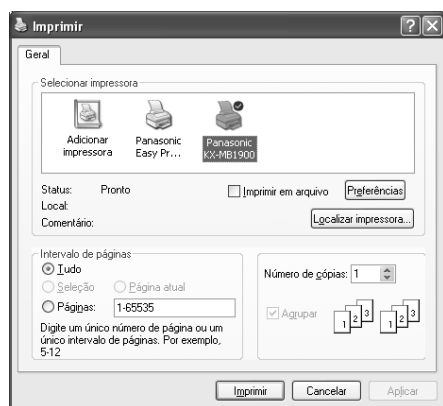 Imprimir
Geral
Selecionar impressora
Adicionar impressora
Panasonic Easy Pr...
Panasonic KX-MB1900
Status: Pronto
Imprimir em arquivo
Preferências
Local:
Localizar impressora...
Comentário:
Intervalo de páginas
Tudo
Seleção
Página atual
Páginas: 1-65535
Digite um único número de página ou um
único intervalo de páginas. Por exemplo,
5-12
Número de cópias: 1
Agrupar
1 2 3 1 2 3
Imprimir
Cancelar
Aplicar